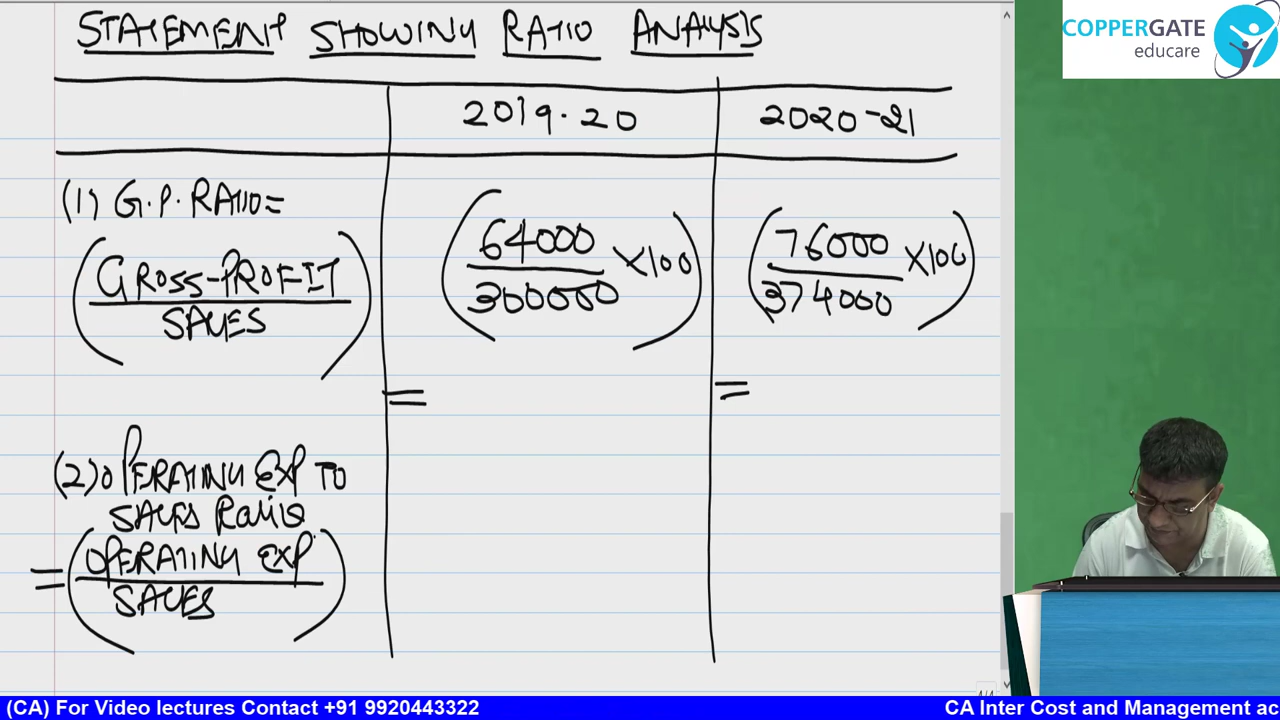 STATEMENT SHOWING RATIO ANALYSIS
COPPERGATE
educare
2019-20 2020-21
(1) G.P. RATIO=
(GROSS-PROFIT
SALES)
(64000
300000 ×100)
(76000
374000 ×100)
= =
(2) OPERATING EXP TO
SALES RATIO
= (OPERATING EXP
SALES)
(CA) For Video lectures Contact +91 9920443322
CA Inter Cost and Management ac